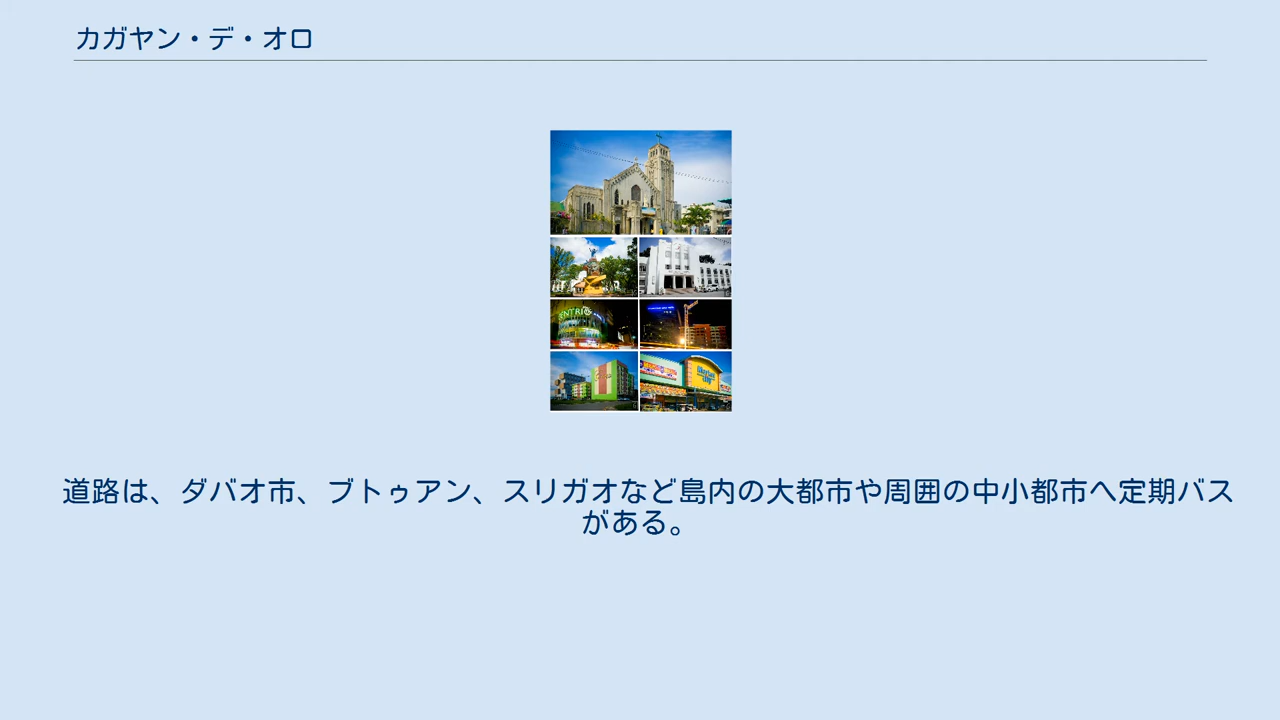 カガヤン・デ・オロ
道路は、ダバオ市、ブトゥアン、スリガオなど島内の大都市や周囲の中小都市へ定期バス
がある。